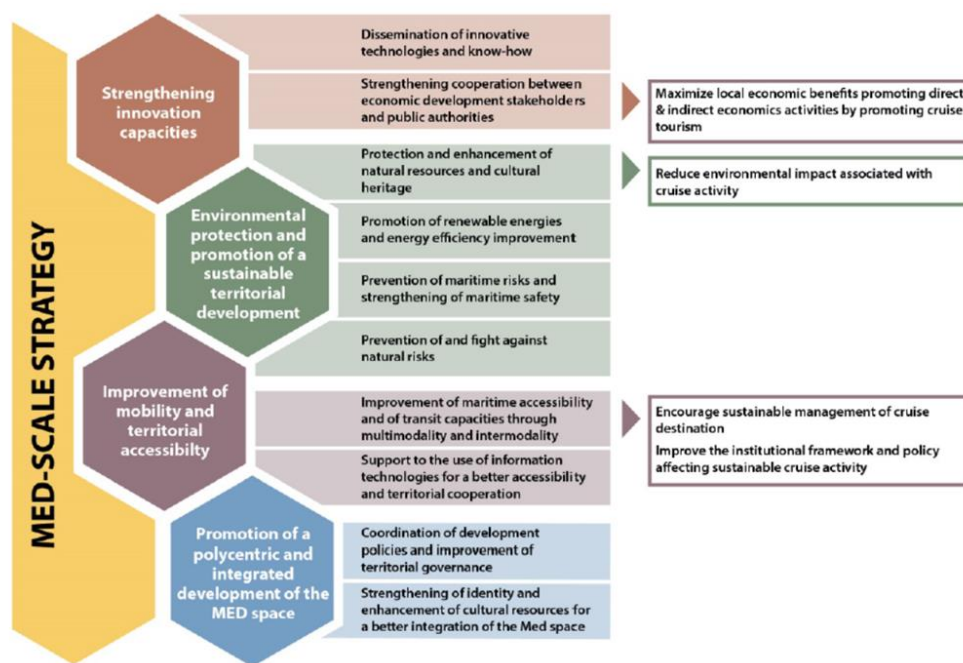 MED-SCALE STRATEGY
Strengthening
innovation
capacities
Dissemination of innovative
technologies and know-how
Strengthening cooperation between
economic development stakeholders
and public authorities
Maximize local economic benefits promoting direct
& indirect economics activities by promoting cruise
tourism
Environmental
protection and
promotion of a
sustainable
territorial
development
Protection and enhancement of
natural resources and cultural
heritage
Reduce environmental impact associated with
cruise activity
Promotion of renewable energies
and energy efficiency improvement
Prevention of maritime risks and
strengthening of maritime safety
Prevention of and fight against
natural risks
Improvement of
mobility and
territorial
accessibilty
Improvement of maritime accessibility
and of transit capacities through
multimodality and intermodality
Encourage sustainable management of cruise
destination
Improve the institutional framework and policy
affecting sustainable cruise activity
Support to the use of information
technologies for a better accessibility
and territorial cooperation
Promotion of a
polycentric and
integrated
development of the
MED space
Coordination of development
policies and improvement of
territorial governance
Strengthening of identity and
enhancement of cultural resources for
a better integration of the Med space